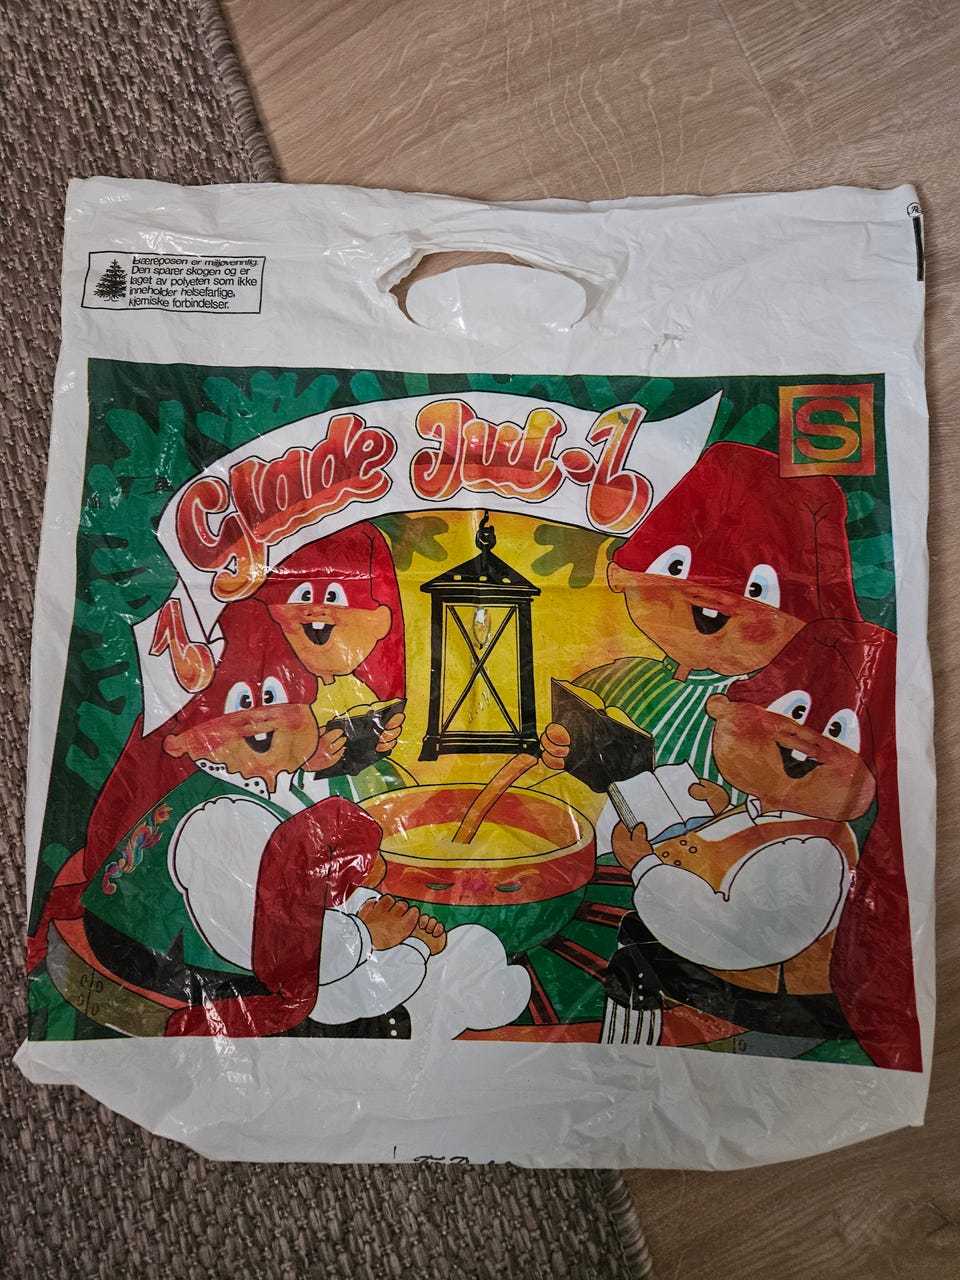 Bæreposen er miljøvennlig.
Den sparer skogen og er
laget av polyeten som ikke
inneholder helsefarlige,
kjemiske forbindelser.
Glade Jul
S